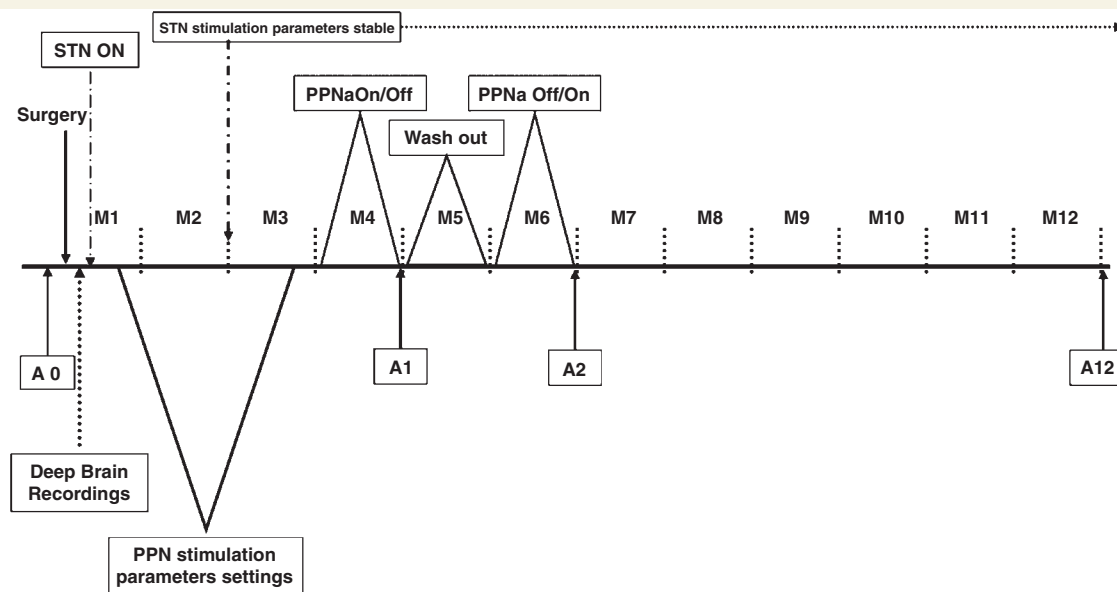 STN stimulation parameters stable
STN ON
PPNaOn/Off
PPNa Off/On
Surgery
Wash out
M1 M2 M3 M4 M5 M6 M7 M8 M9 M10 M11 M12
A 0
A1
A2
A12
Deep Brain
Recordings
PPN stimulation
parameters settings